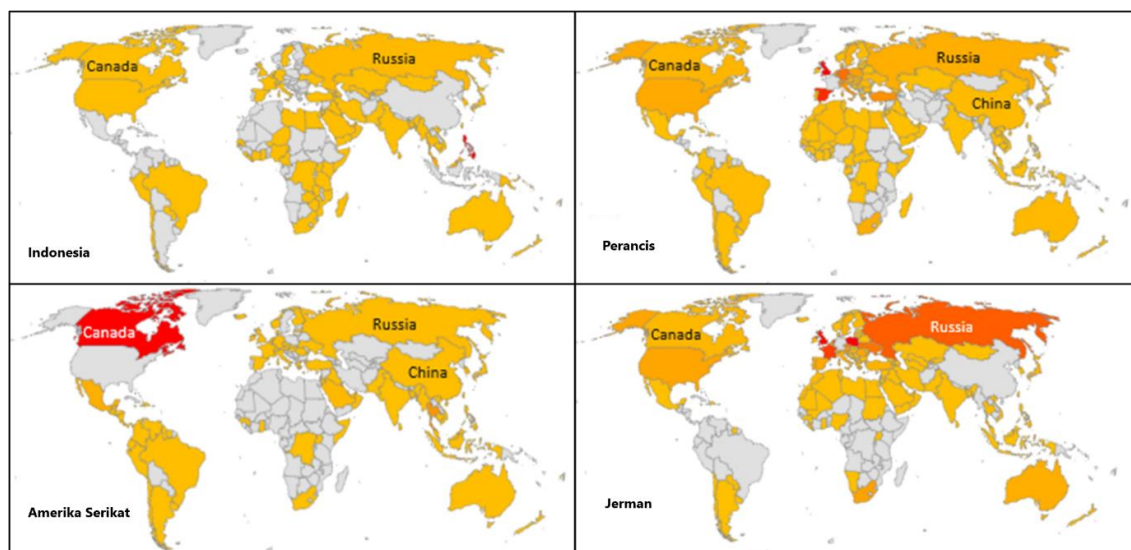 Canada
Russia
Indonesia
Canada
Russia
China
Perancis
Canada
Russia
China
Amerika Serikat
Canada
Russia
Jerman